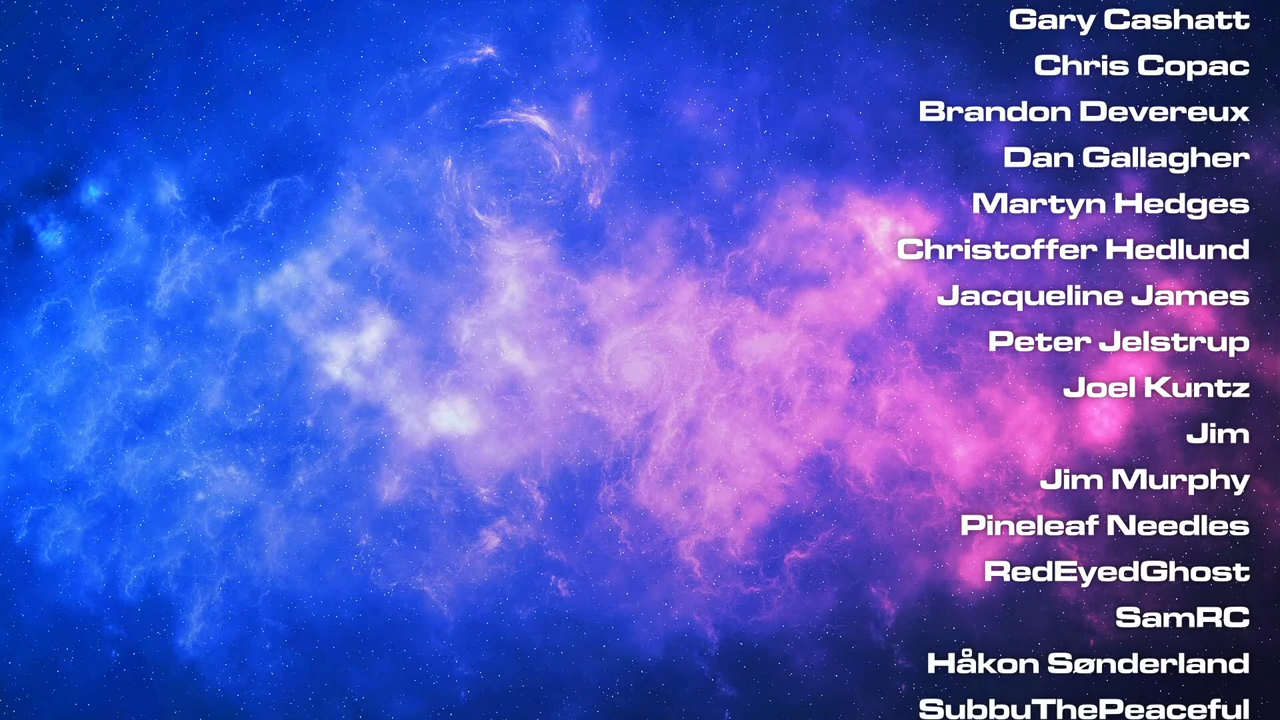 Gary Cashatt
Chris Copac
Brandon Devereux
Dan Gallagher
Martyn Hedges
Christoffer Hedlund
Jacqueline James
Peter Jelstrup
Joel Kuntz
Jim
Jim Murphy
Pineleaf Needles
RedEyedGhost
SamRC
Håkon Sønderland
SubbuThePeaceful